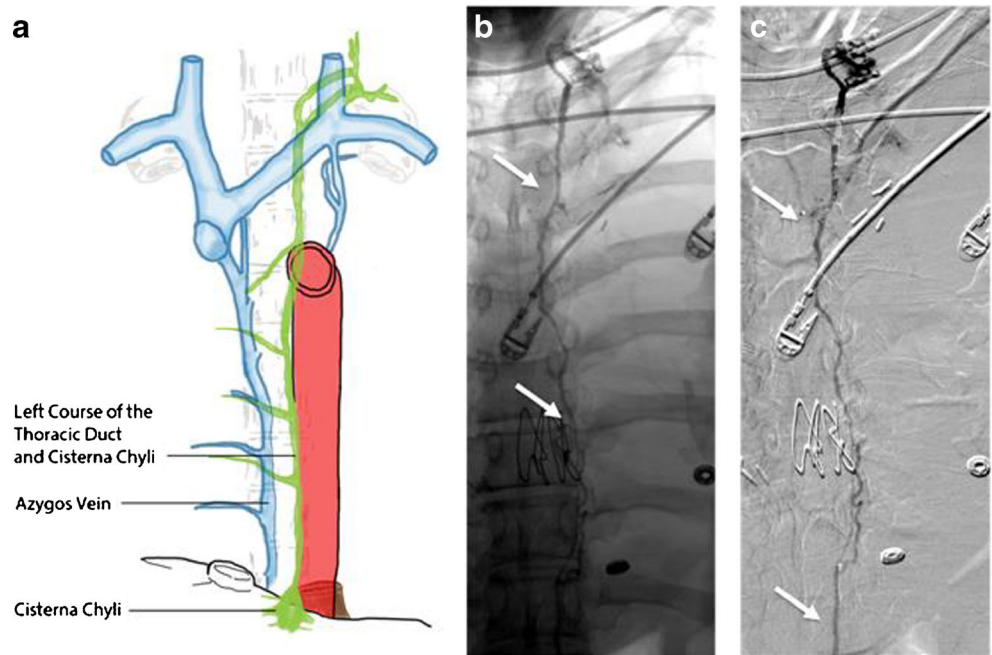 a
b
c
Left Course of the
Thoracic Duct
and Cisterna Chyli
Azygos Vein
Cisterna Chyli